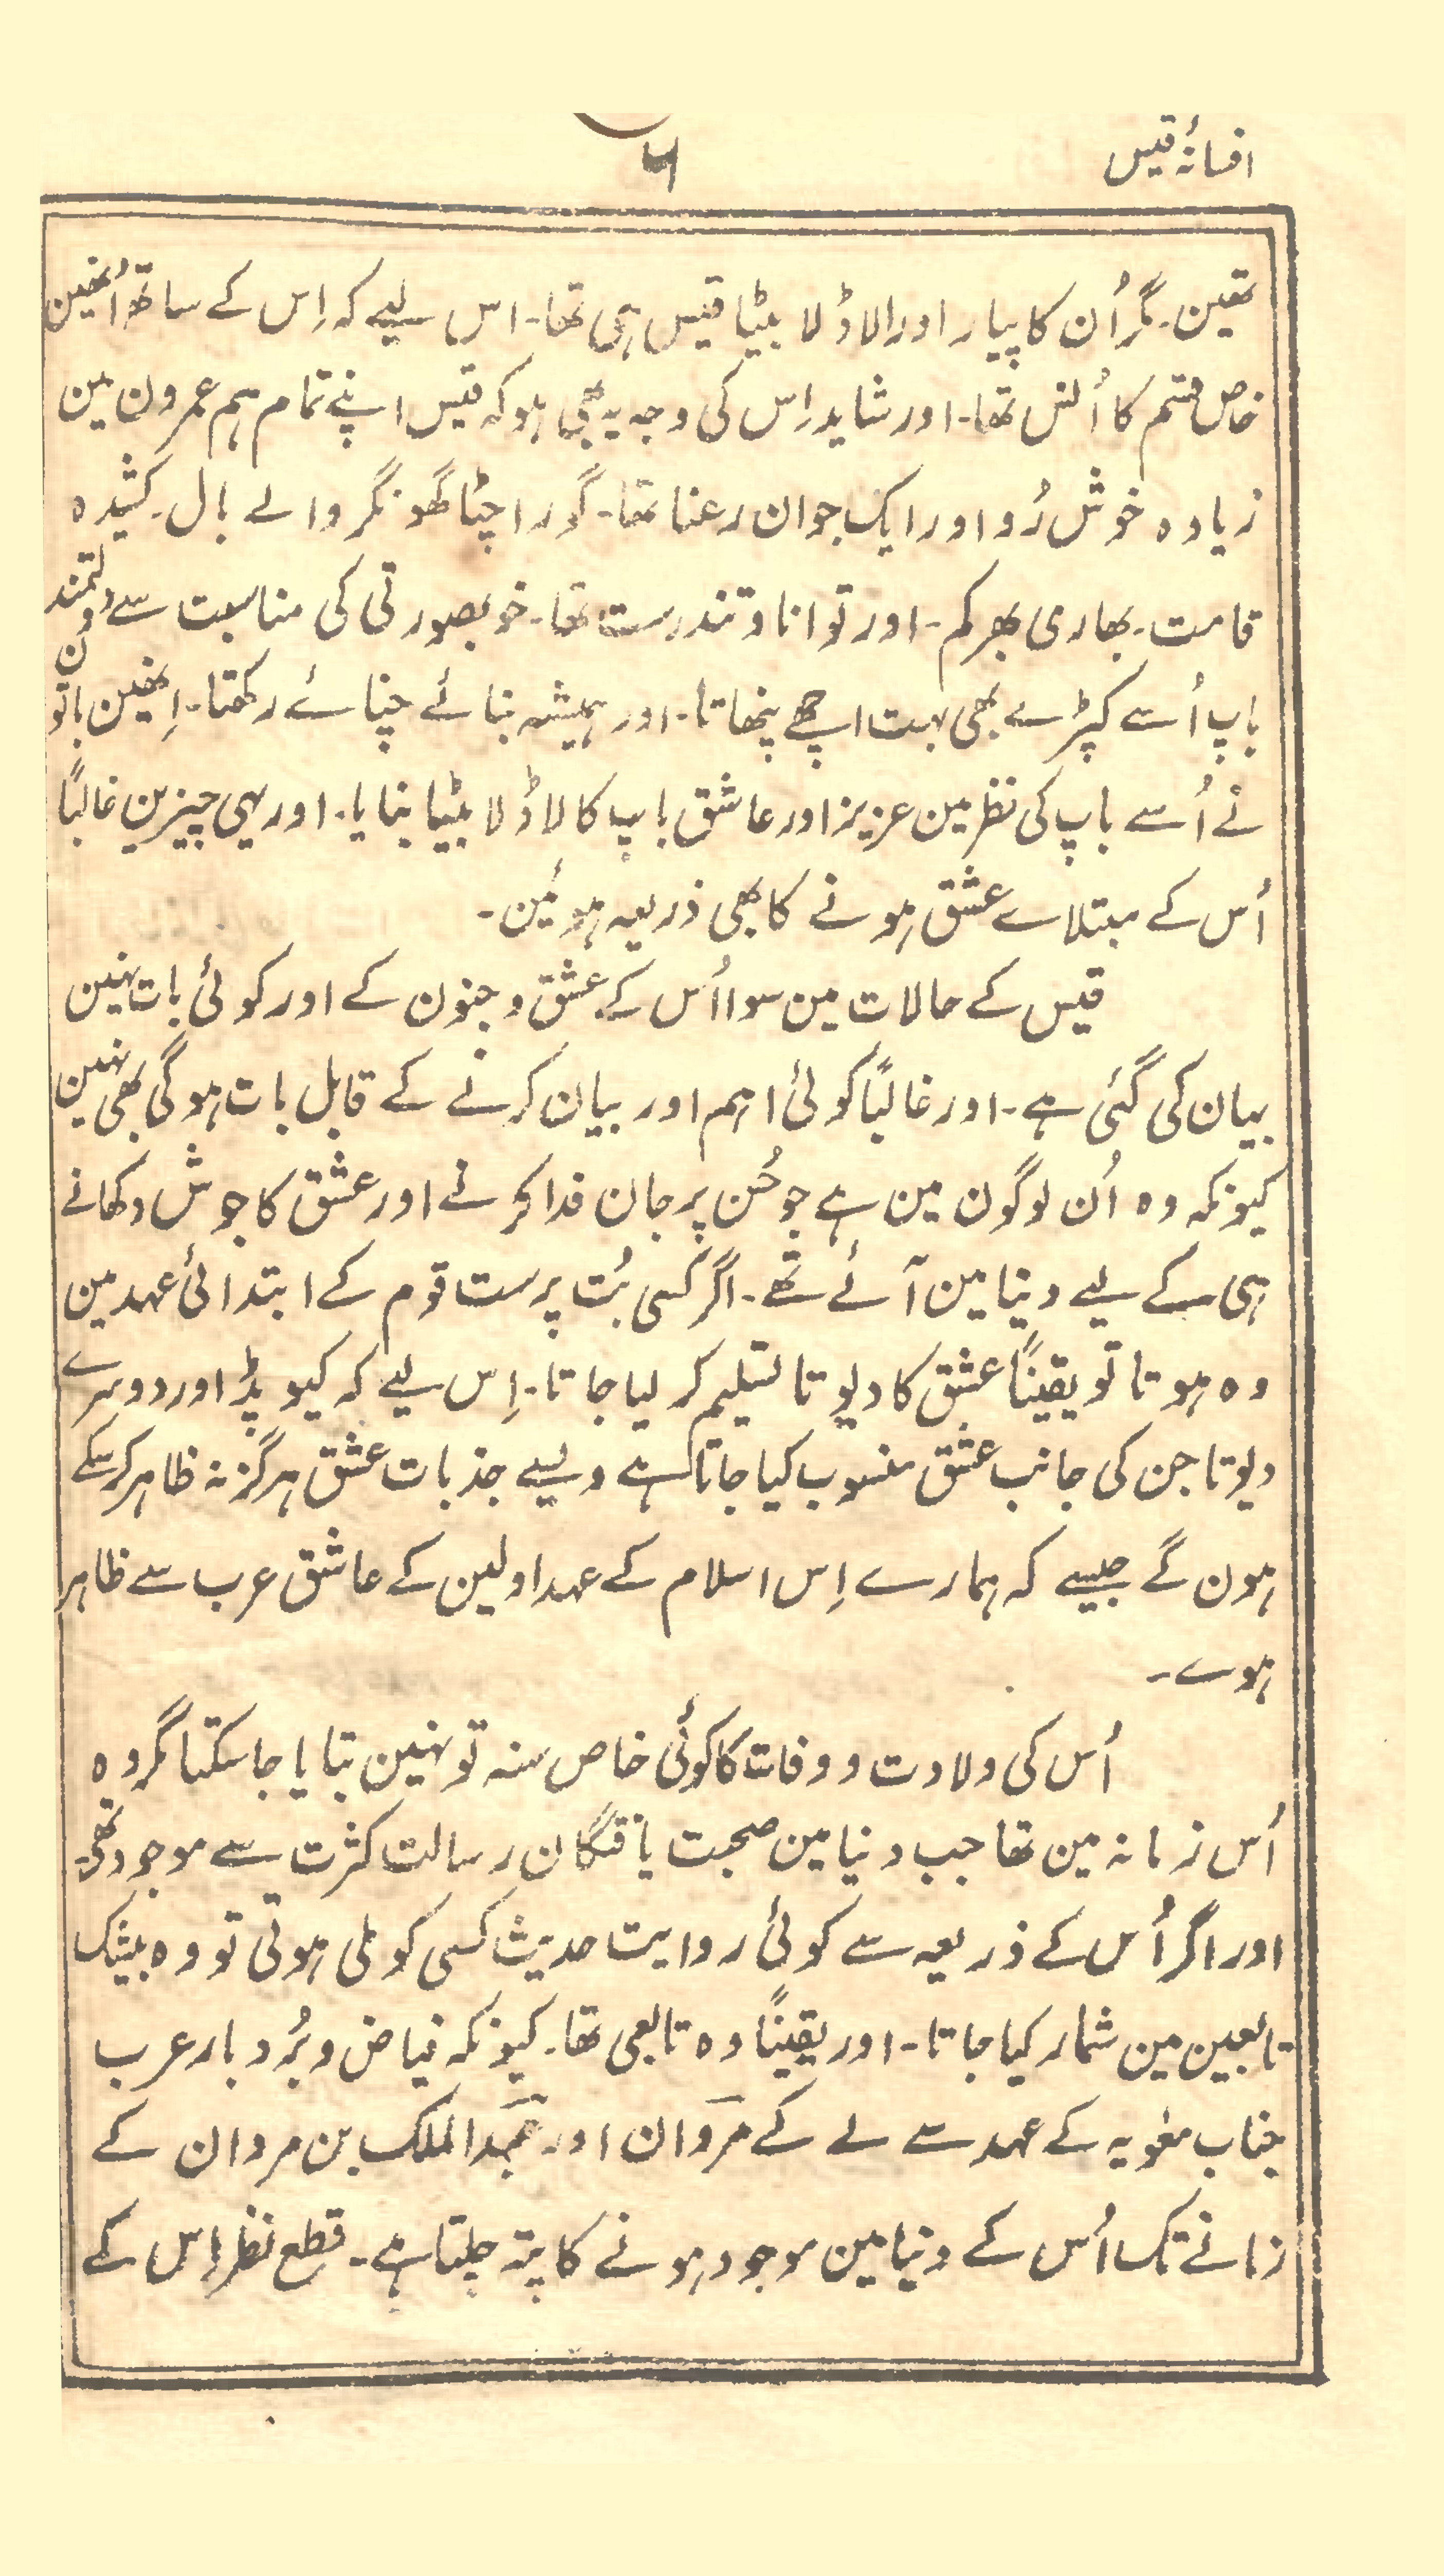 افسانۂ قیس
۶
تھین۔ مگر اُن کا پیار اور لاڈلا بیٹا قیس ہی تھا۔ اس لیے کہ اِس کے ساتھ اُنھین
خاص قسم کا اُلنس تھا۔ اور شاید اِس کی وجہ یہ بھی ہو کہ قیس اپنے تمام ہم عمرون مین
زیادہ خوش رُو اور ایک جوان رعنا تھا۔ گورا چٹا گھونگر والے بال۔ کشیدہ
قامت۔ بھاری بھرکم۔ اور توانا و تندرست تھا۔ خوبصورتی کی مناسبت سے دولتمند
باپ اُسے کپڑے بھی بہت اچھے پنھاتا۔ اور ہمیشہ بنائے چنائے رکھتا۔ اِنھین باتون
نے اُسے باپ کی نظر مین عزیز اور عاشق باپ کا لاڈلا بیٹا بنایا۔ اور یہی چیزین غالبًا
اُس کے مبتلاے عشق ہونے کا بھی ذریعہ ہوئین۔
قیس کے حالات مین سوا اُس کے عشق و جنون کے اور کوئی بات نہین
بیان کی گئی ہے۔ اور غالبًا کوئی اہم اور بیان کرنے کے قابل بات ہوگی بھی نہین
کیونکہ وہ اُن لوگون مین ہے جو حُسن پر جان فدا کرنے اور عشق کا جوش دکھانے
ہی کے لیے دنیا مین آئے تھے۔ اگر کسی بُت پرست قوم کے ابتدائی عہد مین
وہ ہوتا تو یقینًا عشق کا دیوتا تسلیم کر لیا جاتا۔ اِس لیے کہ کیوپڈ اور دوسرے
دیوتا جن کی جانب عشق منسوب کیا جاتا ہے ویسے جذبات عشق ہرگز نہ ظاہر کرسکے
ہون گے جیسے کہ ہمارے اِس اسلام کے عہد اولین کے عاشق عرب سے ظاہر
ہوے۔
اُس کی ولادت و وفات کا کوئی خاص سنہ تو نہین بتایا جا سکتا مگر وہ
اُس زمانہ مین تھا جب دنیا مین صحبت یافتگان رسالت کثرت سے موجود تھے۔
اور اگر اُس کے ذریعہ سے کوئی روایت حدیث کسی کو ملی ہوتی تو وہ بیشک
تابعین مین شمار کیا جاتا۔ اور یقینًا وہ تابعی تھا۔ کیونکہ فیاض و بُردبار عرب
جناب معٰویہ کے عہد سے لے کے مروان اور عبدالملک بن مروان کے
زمانے تک اُس کے دنیا مین موجود ہونے کا پتہ چلتا ہے۔ قطع نظر اِس کے